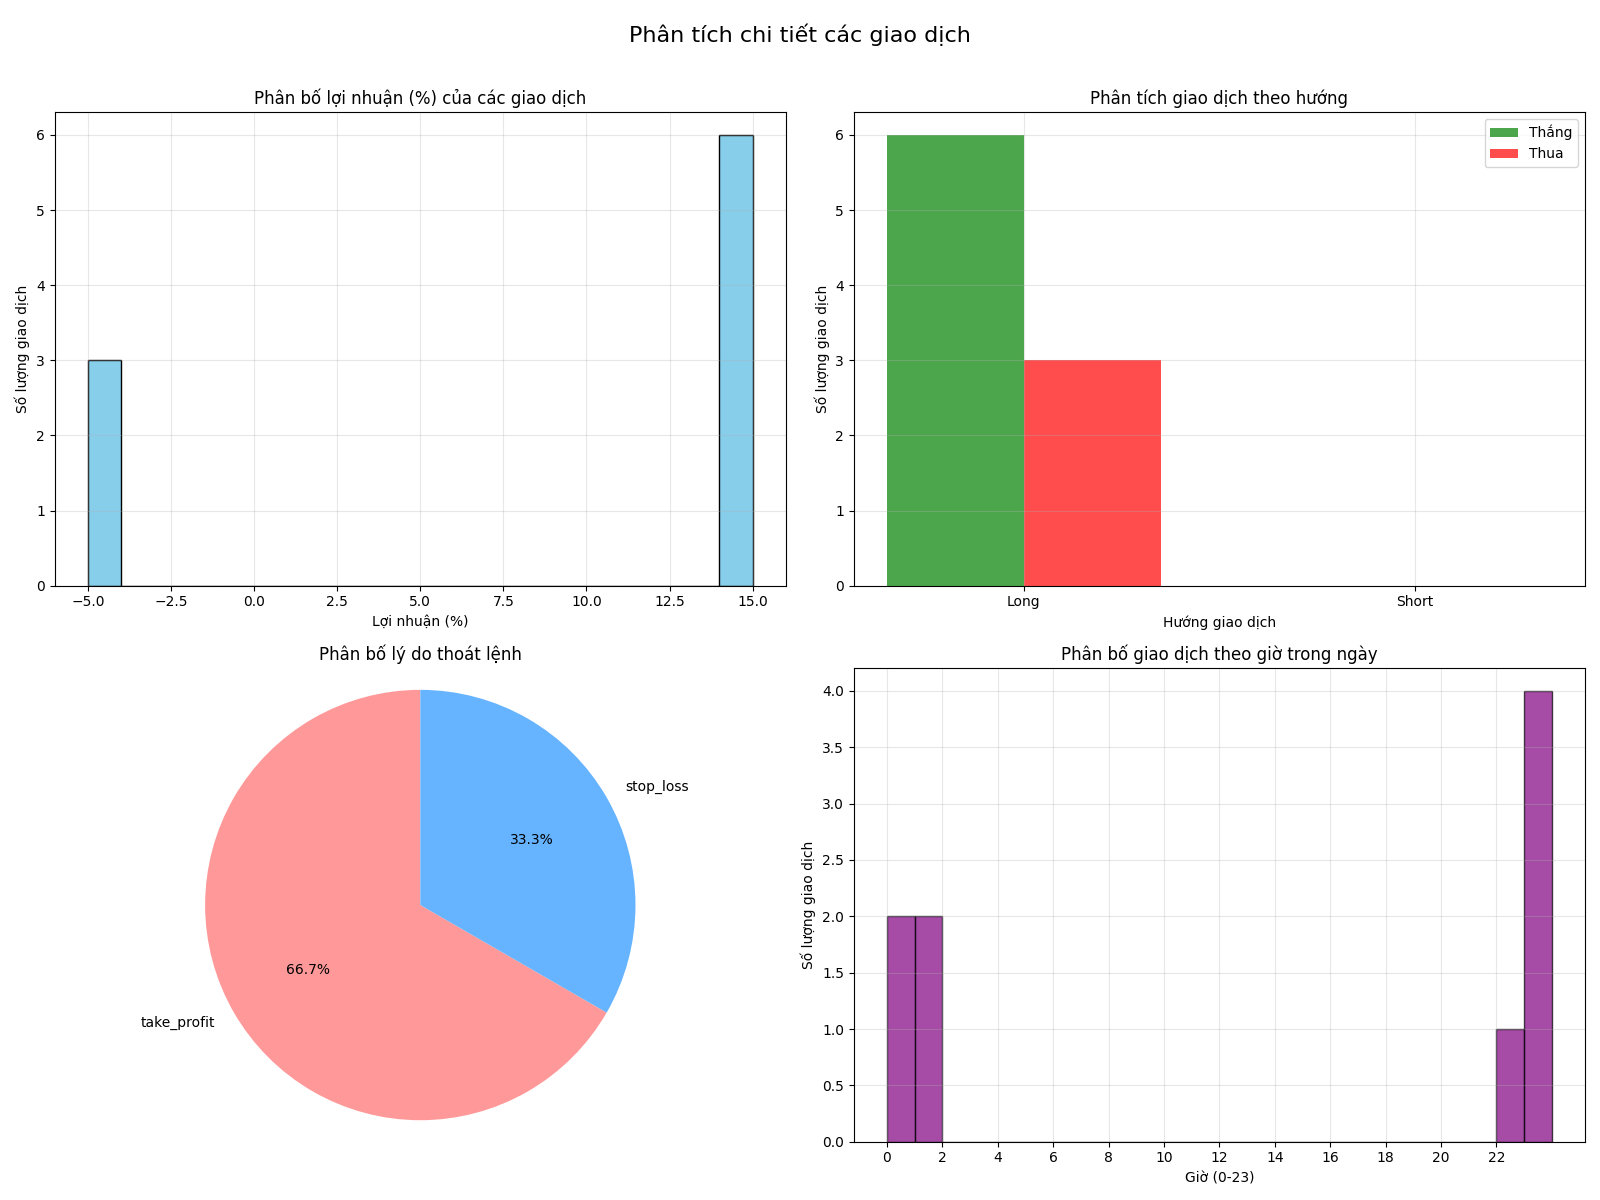 Phân tích chi tiết các giao dịch
Phân bố lợi nhuận (%) của các giao dịch
Số lượng giao dịch
6
5
4
3
2
1
0
−5.0 −2.5 0.0 2.5 5.0 7.5 10.0 12.5 15.0
Lợi nhuận (%)
Phân tích giao dịch theo hướng
Thắng
Thua
Số lượng giao dịch
6
5
4
3
2
1
0
Long Short
Hướng giao dịch
Phân bố lý do thoát lệnh
stop_loss
33.3%
66.7%
take_profit
Phân bố giao dịch theo giờ trong ngày
Số lượng giao dịch
4.0
3.5
3.0
2.5
2.0
1.5
1.0
0.5
0.0
0 2 4 6 8 10 12 14 16 18 20 22
Giờ (0-23)